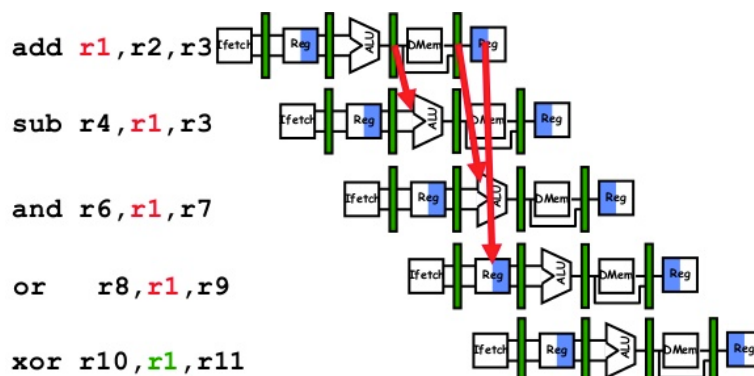 add r1,r2,r3 Ifetch Reg ALU DMem Reg
sub r4,r1,r3 Ifetch Reg ALU DMem Reg
and r6,r1,r7 Ifetch Reg ALU DMem Reg
or r8,r1,r9 Ifetch Reg ALU DMem Reg
xor r10,r1,r11 Ifetch Reg ALU DMem Reg